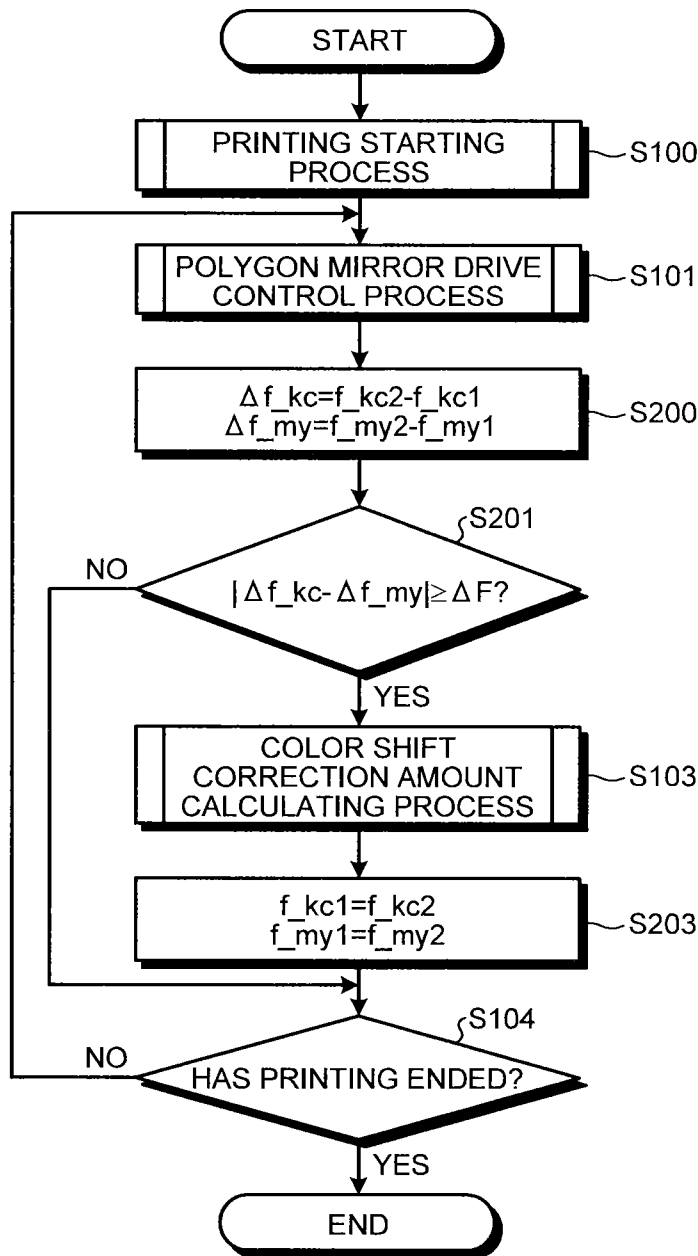 START
PRINTING STARTING
PROCESS
S100
POLYGON MIRROR DRIVE
CONTROL PROCESS
S101
Δf_kc=f_kc2-f_kc1
Δf_my=f_my2-f_my1
S200
S201
NO
|Δf_kc-Δf_my|≥ΔF?
YES
COLOR SHIFT
CORRECTION AMOUNT
CALCULATING PROCESS
S103
f_kc1=f_kc2
f_my1=f_my2
S203
S104
NO
HAS PRINTING ENDED?
YES
END